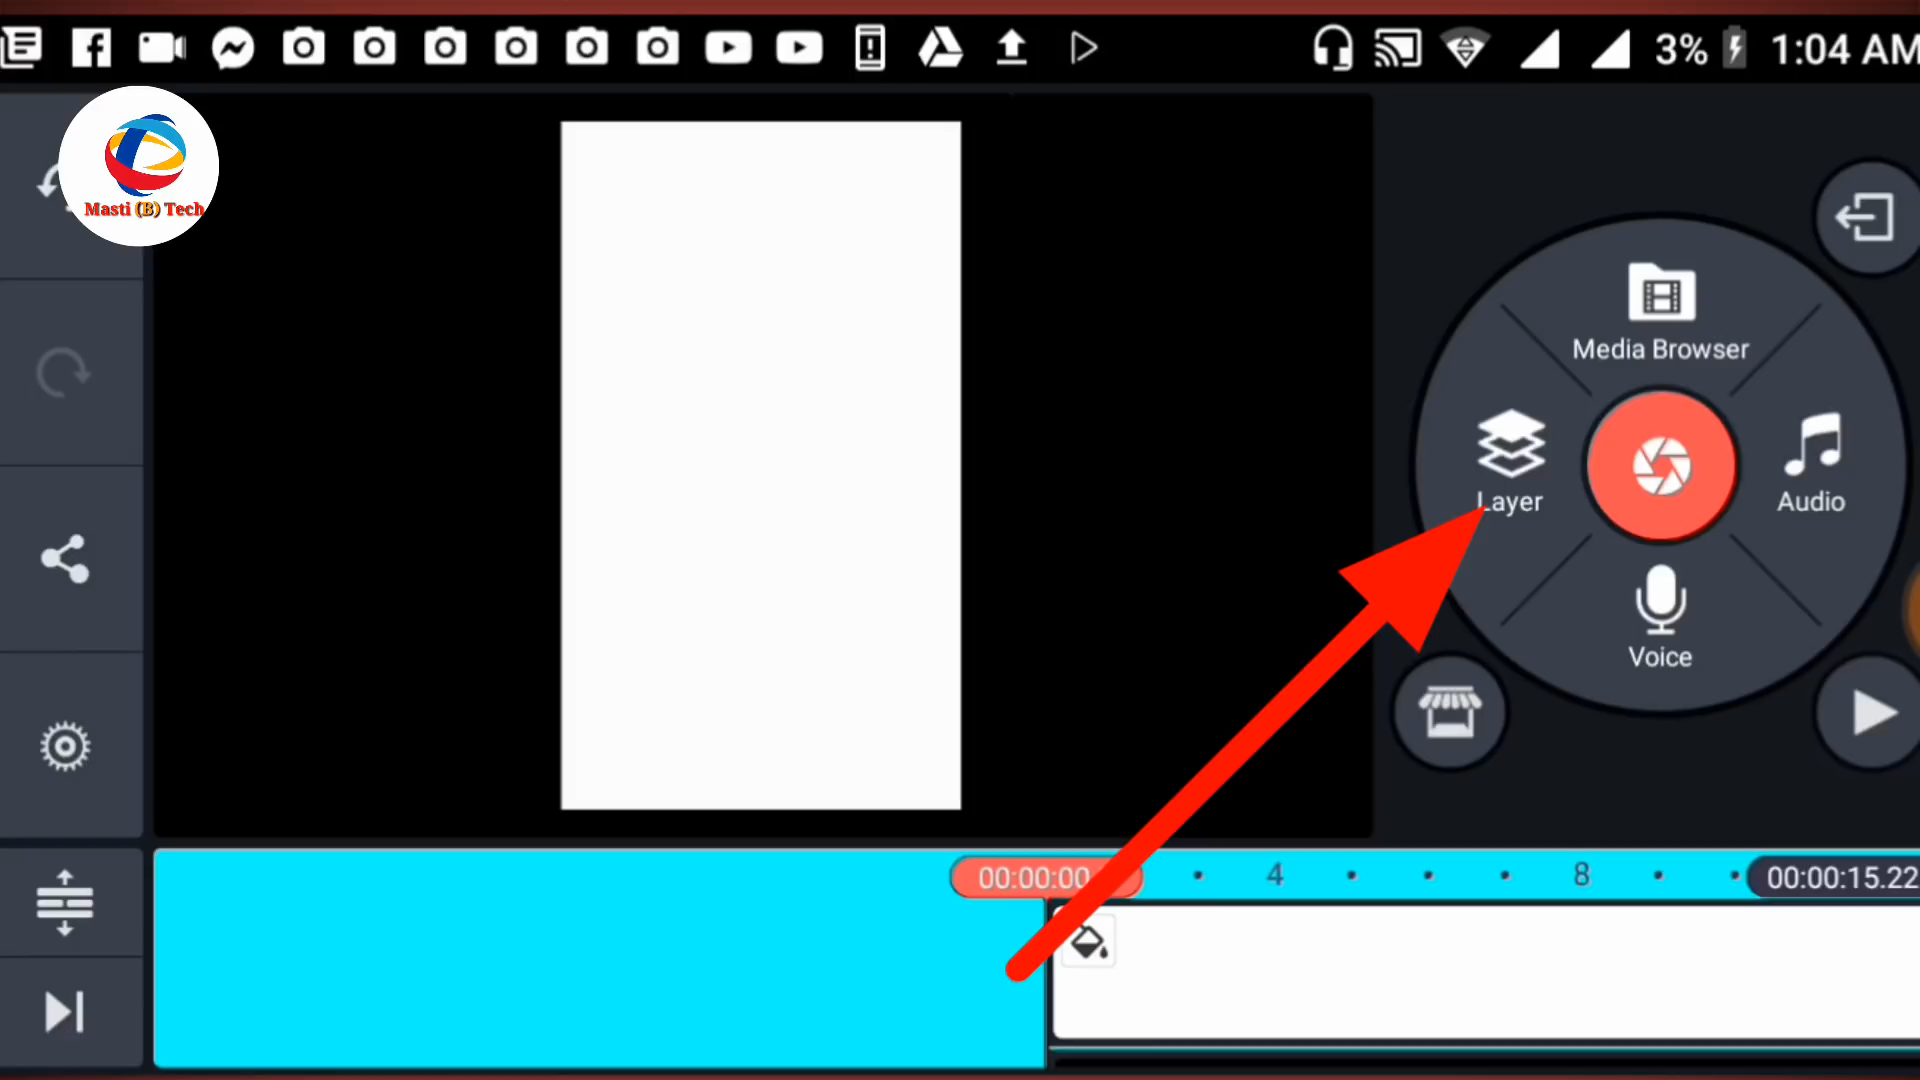 3% 1:04 AM
Masti (B) Tech
Media Browser
Layer
Audio
Voice
00:00:00
4
8
00:00:15.22